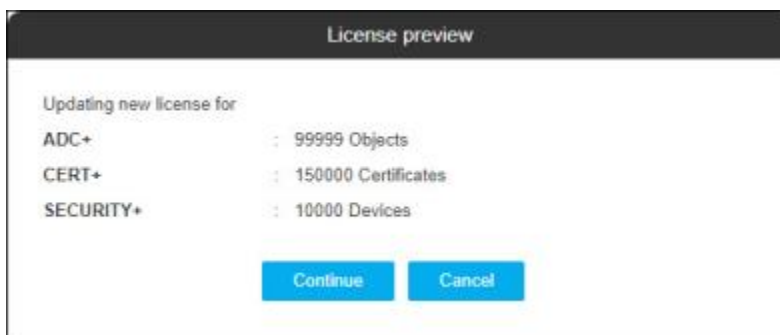 License preview
Updating new license for
ADC+ : 99999 Objects
CERT+ : 150000 Certificates
SECURITY+ : 10000 Devices
Continue Cancel